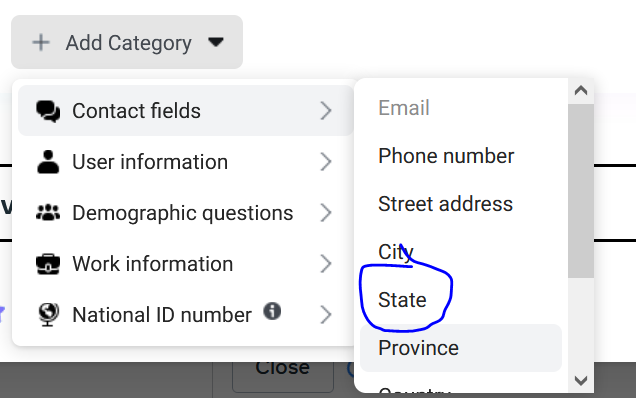 Add Category
Contact fields
User information
Demographic questions
Work information
National ID number
Email
Phone number
Street address
City
State
Province
Country
Close